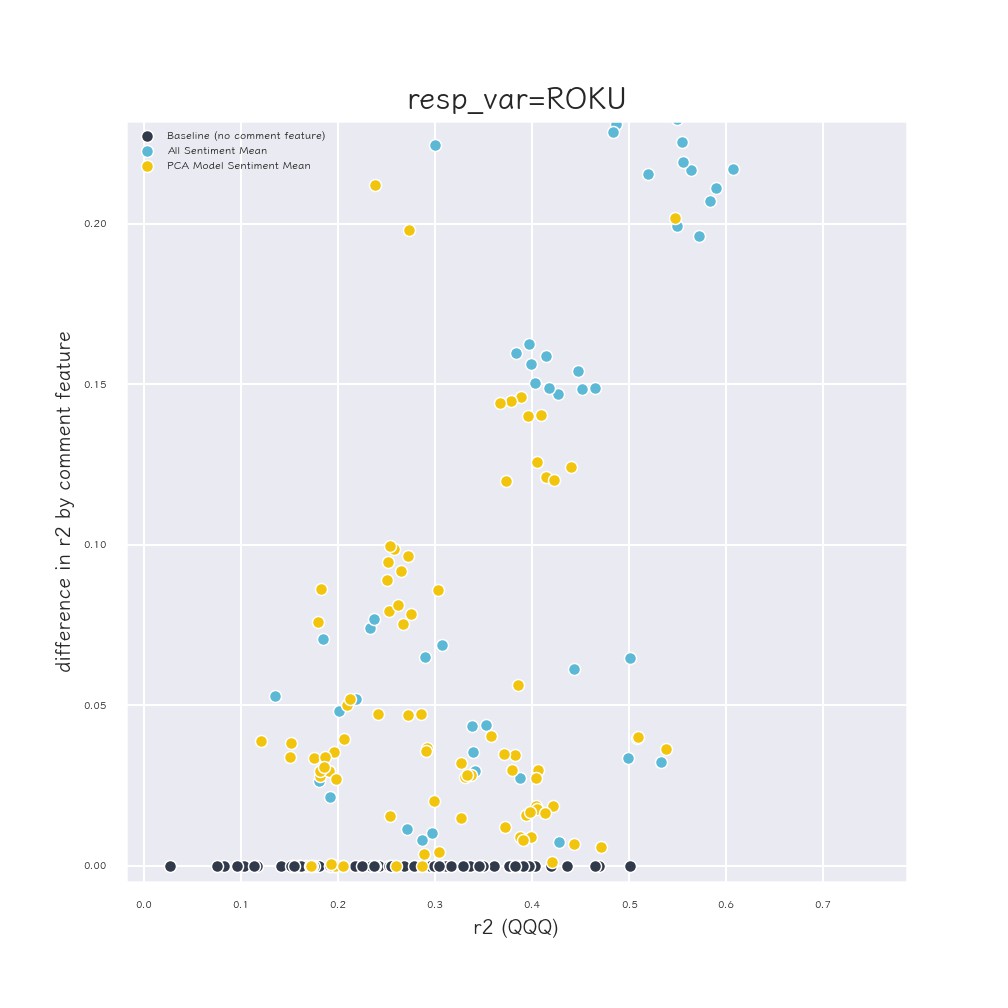 resp_var=ROKU
Baseline (no comment feature)
All Sentiment Mean
PCA Model Sentiment Mean
difference in r2 by comment feature
0.20
0.15
0.10
0.05
0.00
0.0 0.1 0.2 0.3 0.4 0.5 0.6 0.7
r2 (QQQ)